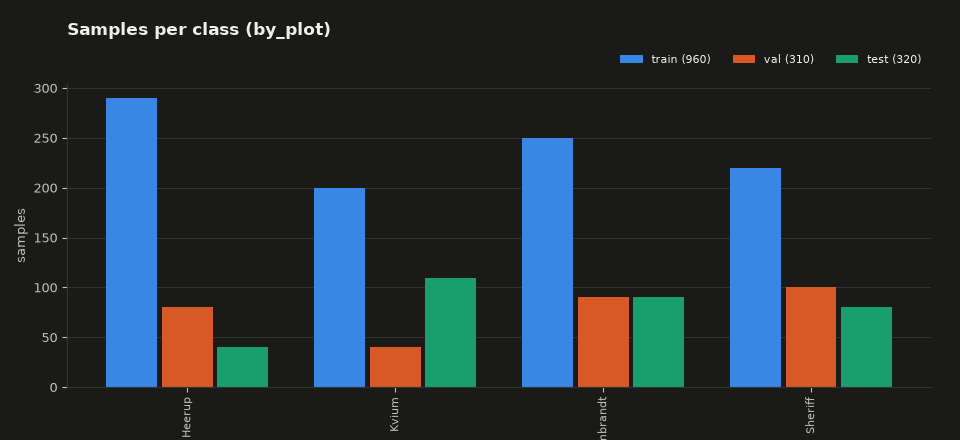 Samples per class (by_plot)
train (960) val (310) test (320)
300
250
200
150
100
50
0
samples
Heerup
Kvium
Sheriff